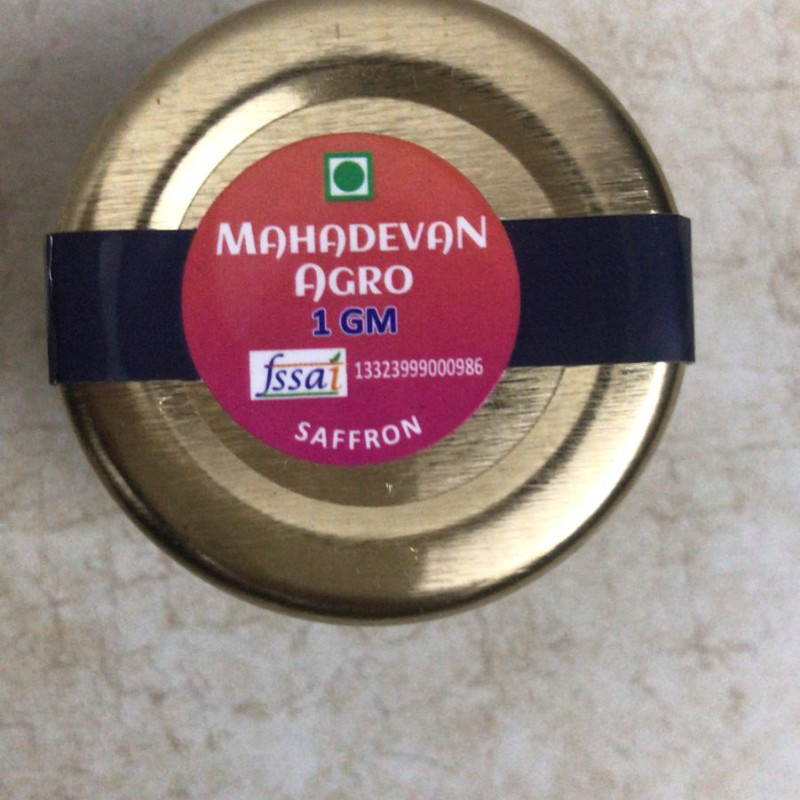 MAHADEVAN
AGRO
1 GM
fssai 13323999000986
SAFFRON